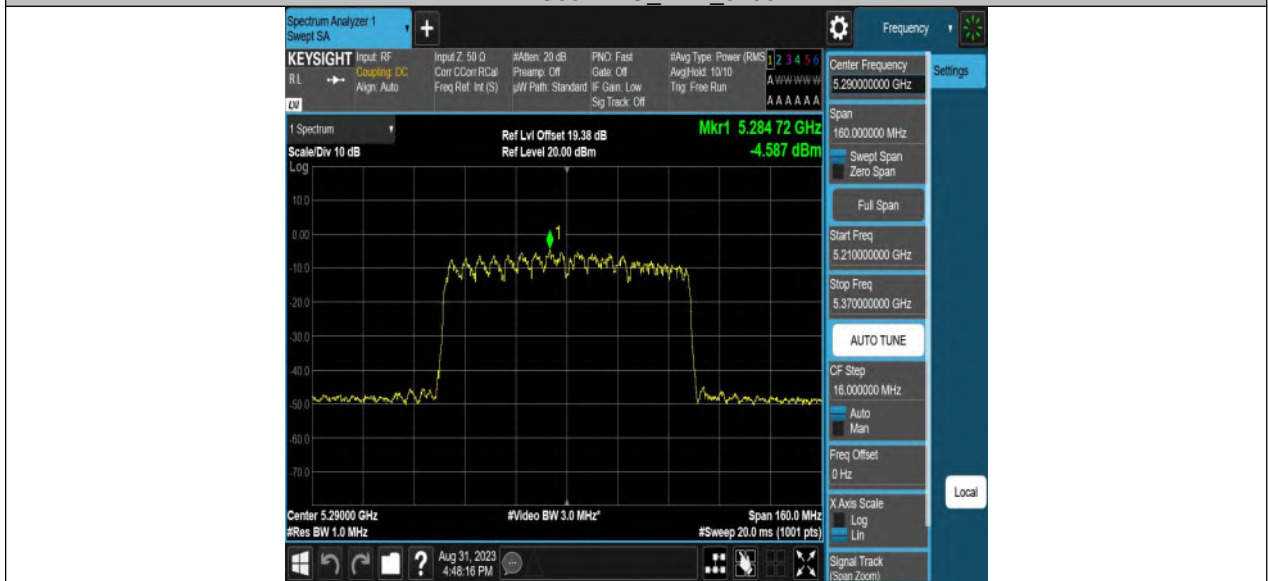 Spectrum Analyzer 1
Swept SA
+
Frequency
KEYSIGHT
RL
LXI
Input: RF
Coupling: DC
Align: Auto
Input Z: 50 Ω
Corr CCorr RCal
Freq Ref: Int (S)
#Atten: 20 dB
Preamp: Off
µW Path: Standard
PNO: Fast
Gate: Off
IF Gain: Low
Sig Track: Off
#Avg Type: Power (RMS
Avg|Hold: 10/10
Trig: Free Run
1 2 3 4 5 6
A W W W W W
A A A A A A
Center Frequency
5.290000000 GHz
Settings
Span
160.000000 MHz
Swept Span
Zero Span
Full Span
Start Freq
5.210000000 GHz
Stop Freq
5.370000000 GHz
AUTO TUNE
CF Step
16.000000 MHz
Auto
Man
Freq Offset
0 Hz
X Axis Scale
Log
Lin
Signal Track
(Span Zoom)
Local
1 Spectrum
Scale/Div 10 dB
Ref Lvl Offset 19.38 dB
Ref Level 20.00 dBm
Mkr1 5.284 72 GHz
-4.587 dBm
Log
10.0
0.00
-10.0
-20.0
-30.0
-40.0
-50.0
-60.0
-70.0
1
Center 5.29000 GHz
#Res BW 1.0 MHz
#Video BW 3.0 MHz*
Span 160.0 MHz
#Sweep 20.0 ms (1001 pts)
?
Aug 31, 2023
4:48:16 PM